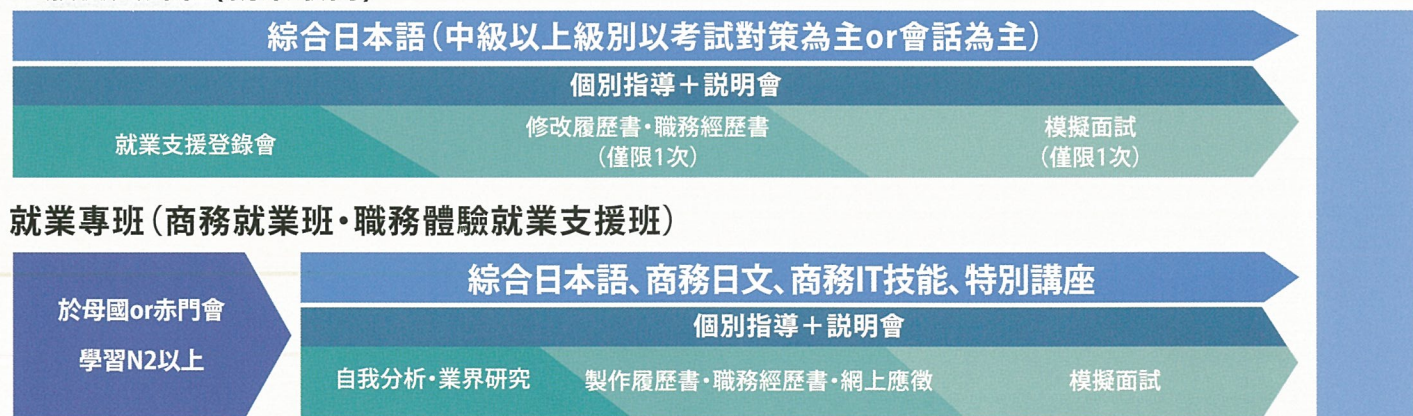 綜合日本語（中級以上級別以考試對策為主or會話為主）
個別指導＋説明會
就業支援登錄會
修改履歷書・職務經歷書
（僅限1次）
模擬面試
（僅限1次）
就業專班（商務就業班・職務體驗就業支援班）
於母國or赤門會
學習N2以上
綜合日本語、商務日文、商務IT技能、特別講座
個別指導＋説明會
自我分析・業界研究
製作履歷書・職務經歷書・網上應徵
模擬面試